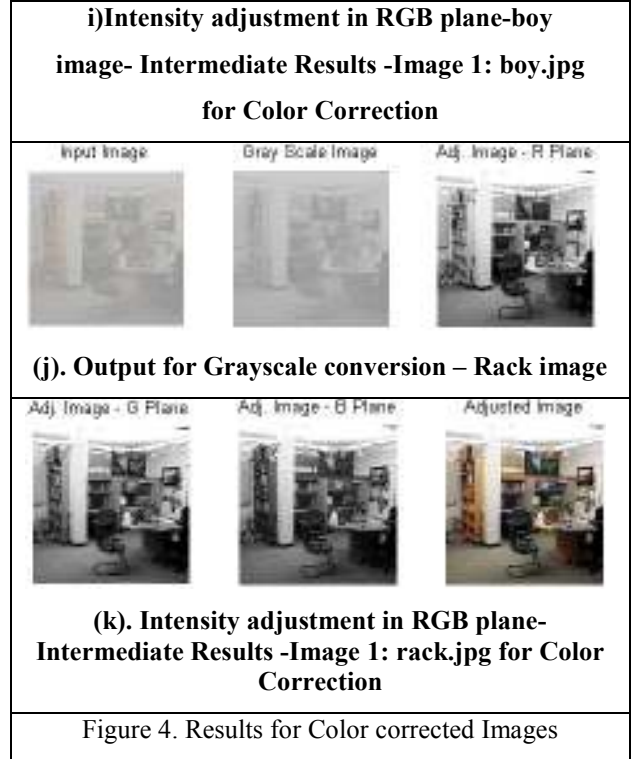 i)Intensity adjustment in RGB plane-boy
image- Intermediate Results -Image 1: boy.jpg
for Color Correction
Input Image
Gray Scale Image
Adj. Image - R Plane
(j). Output for Grayscale conversion – Rack image
Adj. Image - G Plane
Adj. Image - B Plane
Adjusted Image
(k). Intensity adjustment in RGB plane-
Intermediate Results -Image 1: rack.jpg for Color
Correction
Figure 4. Results for Color corrected Images